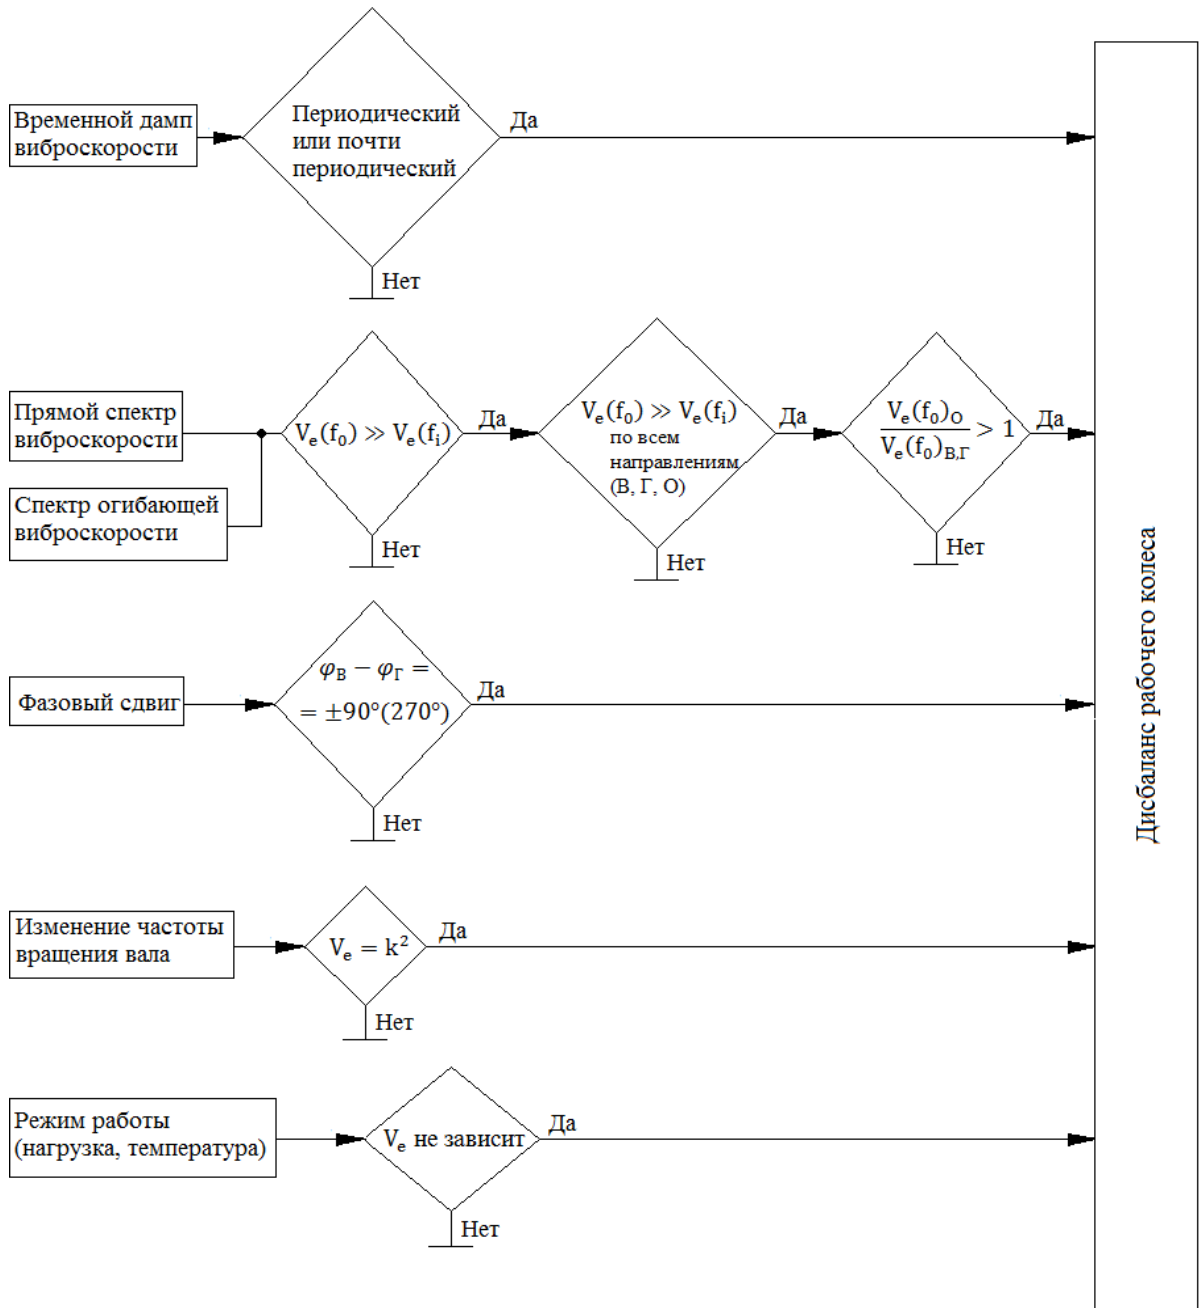 Временной дамп
виброскорости
Периодический
или почти
периодический
Да
Нет
Прямой спектр
виброскорости
Спектр огибающей
виброскорости
Vₑ(f₀) ≫ Vₑ(fᵢ)
Да
Нет
Vₑ(f₀) ≫ Vₑ(fᵢ)
по всем
направлениям
(В, Г, О)
Да
Нет
Vₑ(f₀)О / Vₑ(f₀)В,Г > 1
Да
Нет
Фазовый сдвиг
φВ − φГ =
= ±90°(270°)
Да
Нет
Изменение частоты
вращения вала
Vₑ = k²
Да
Нет
Режим работы
(нагрузка, температура)
Vₑ не зависит
Да
Нет
Дисбаланс рабочего колеса